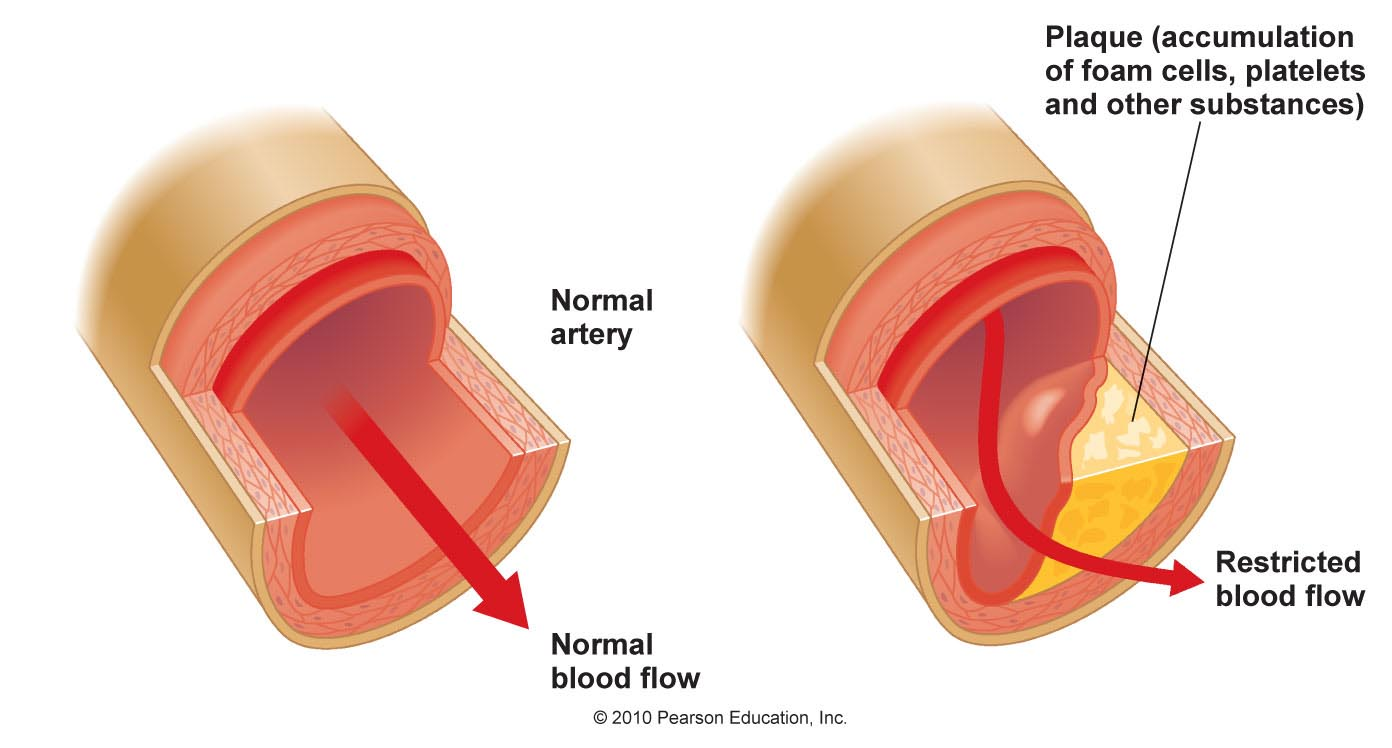 Plaque (accumulation
of foam cells, platelets
and other substances)
Normal
artery
Restricted
blood flow
Normal
blood flow
© 2010 Pearson Education, Inc.